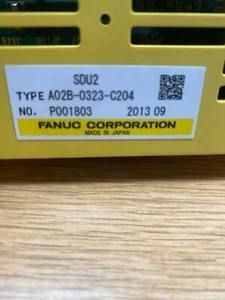 SDU2
TYPE A02B-0323-C204
NO. P001803 2013 09
FANUC CORPORATION
MADE IN JAPAN